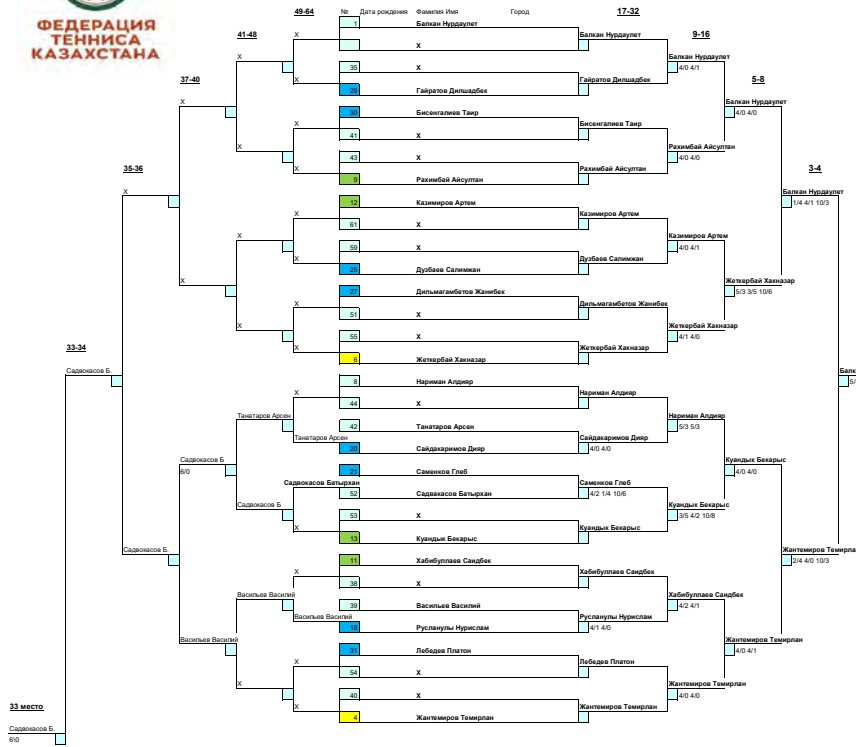 ФЕДЕРАЦИЯ
ТЕННИСА
КАЗАХСТАНА
49-64 № Дата рождения Фамилия Имя Город 17-32
1 Балкан Нурдаулет
41-48 X Балкан Нурдаулет 9-16
X
X 35 X Балкан Нурдаулет
4/0 4/1
37-40 X Гайратов Дилшадбек 5-8
29 Гайратов Дилшадбек
X Балкан Нурдаулет
30 Бисенгалиев Таир 4/0 4/0
X Бисенгалиев Таир
41 X
X Рахимбай Айсултан
43 X 4/0 4/0
35-36 X Рахимбай Айсултан 3-4
9 Рахимбай Айсултан
X Балкан Нурдаулет
12 Казимиров Артем 1/4 4/1 10/3
X Казимиров Артем
61 X
X Казимиров Артем
59 X 4/0 4/1
X Дузбаев Салимжан
25 Дузбаев Салимжан
X Жеткербай Хакназар
27 Дильмагамбетов Жанибек 5/3 3/5 10/6
X Дильмагамбетов Жанибек
51 X
X Жеткербай Хакназар
55 X 4/1 4/0
33-34 X Жеткербай Хакназар
6 Жеткербай Хакназар
Садвокасов Б. Балк
8 Нариман Алдияр 5/
X Нариман Алдияр
44 X
Танатаров Арсен Нариман Алдияр
42 Танатаров Арсен 5/3 5/3
Танатаров Арсен Сайдакаримов Дияр
20 Сайдакаримов Дияр 4/0 4/0
Садвокасов Б Куандык Бекарыс
6/0 21 Саменков Глеб 4/0 4/0
Садвокасов Батырхан Саменков Глеб
52 Садвакасов Батырхан 4/2 1/4 10/6
Садвокасов Б Куандык Бекарыс
53 X 3/5 4/2 10/8
X Куандык Бекарыс
13 Куандык Бекарыс
Садвокасов Б. Жантемиров Темирла
11 Хабибуллаев Саидбек 2/4 4/0 10/3
X Хабибуллаев Саидбек
38 X
Васильев Василий Хабибуллаев Саидбек
39 Васильев Василий 4/2 4/1
Васильев Василий Русланулы Нурислам
18 Русланулы Нурислам 4/1 4/0
Васильев Василий Жантемиров Темирлан
31 Лебедев Платон 4/0 4/1
X Лебедев Платон
54 X
X Жантемиров Темирлан
40 X 4/0 4/0
33 место X Жантемиров Темирлан
4 Жантемиров Темирлан
Садвокасов Б.
6\0